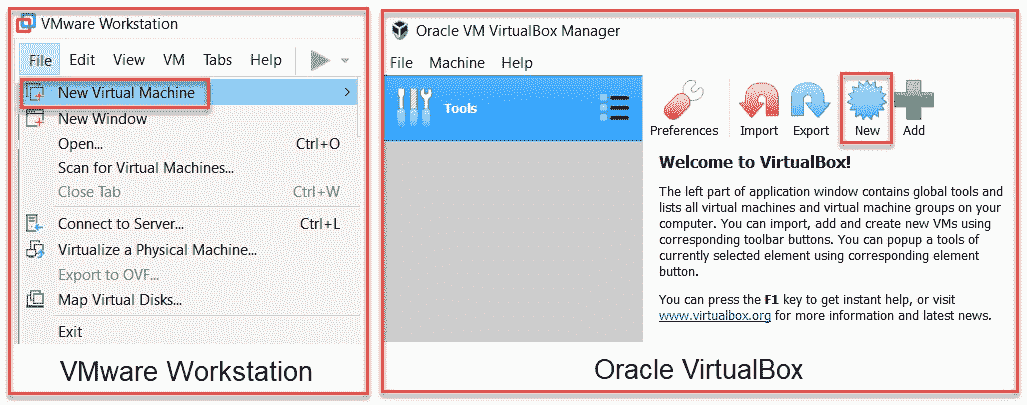 VMware Workstation
File Edit View VM Tabs Help
New Virtual Machine
New Window
Open... Ctrl+O
Scan for Virtual Machines...
Close Tab Ctrl+W
Connect to Server... Ctrl+L
Virtualize a Physical Machine...
Export to OVF...
Map Virtual Disks...
Exit
VMware Workstation
Oracle VM VirtualBox Manager
File Machine Help
Tools
Preferences Import Export New Add
Welcome to VirtualBox!
The left part of application window contains global tools and
lists all virtual machines and virtual machine groups on your
computer. You can import, add and create new VMs using
corresponding toolbar buttons. You can popup a tools of
currently selected element using corresponding element
button.
You can press the F1 key to get instant help, or visit
www.virtualbox.org for more information and latest news.
Oracle VirtualBox